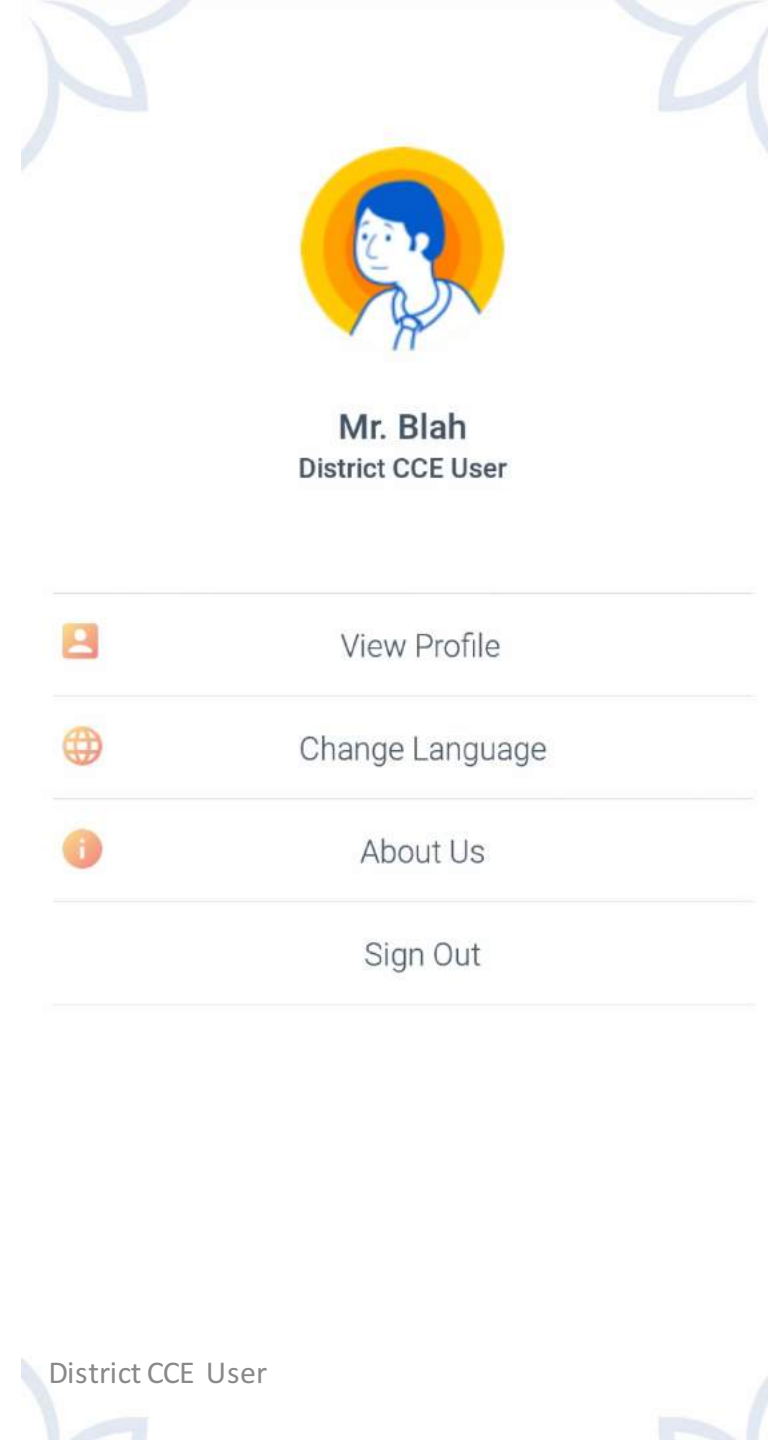 Mr. Blah
District CCE User
View Profile
Change Language
About Us
Sign Out
District CCE User